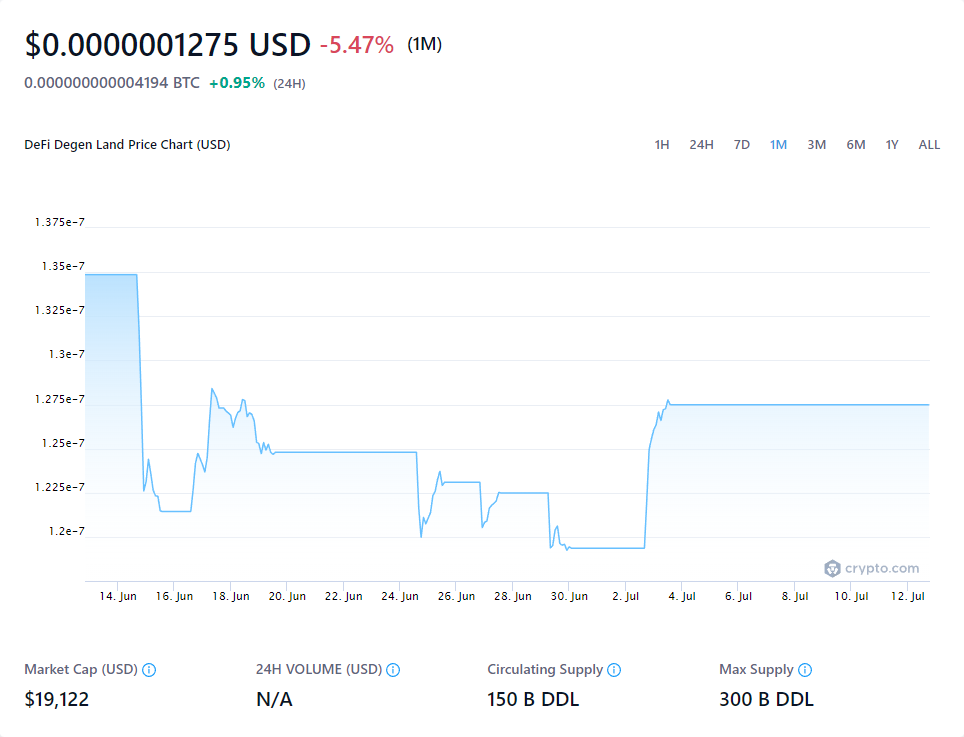 $0.0000001275 USD -5.47% (1M)
0.000000000004194 BTC +0.95% (24H)
DeFi Degen Land Price Chart (USD) 1H 24H 7D 1M 3M 6M 1Y ALL
1.375e-7
1.35e-7
1.325e-7
1.3e-7
1.275e-7
1.25e-7
1.225e-7
1.2e-7
crypto.com
14. Jun 16. Jun 18. Jun 20. Jun 22. Jun 24. Jun 26. Jun 28. Jun 30. Jun 2. Jul 4. Jul 6. Jul 8. Jul 10. Jul 12. Jul
Market Cap (USD) 24H VOLUME (USD) Circulating Supply Max Supply
$19,122 N/A 150 B DDL 300 B DDL